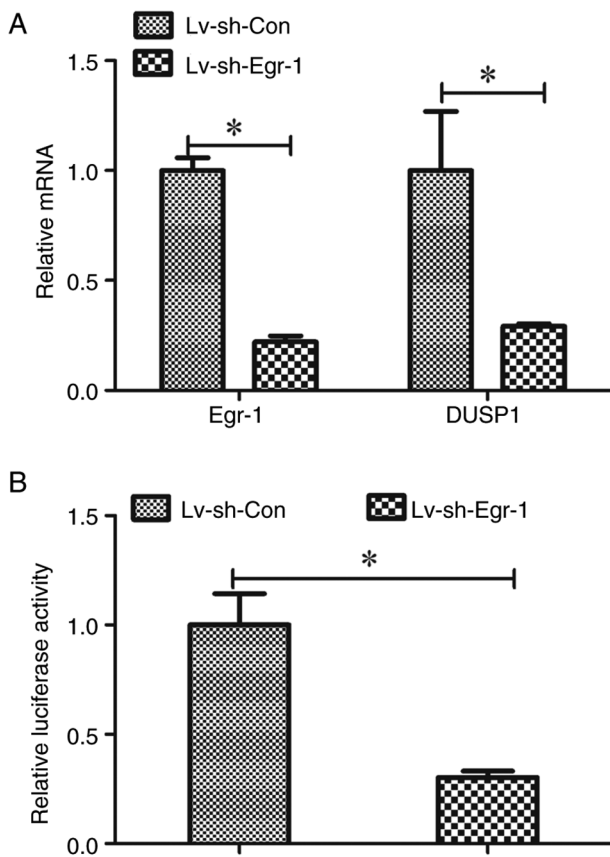 A
Lv-sh-Con
Lv-sh-Egr-1
Relative mRNA
1.5
1.0
0.5
0.0
*
*
Egr-1
DUSP1
B
Lv-sh-Con
Lv-sh-Egr-1
Relative luciferase activity
1.5
1.0
0.5
0.0
*